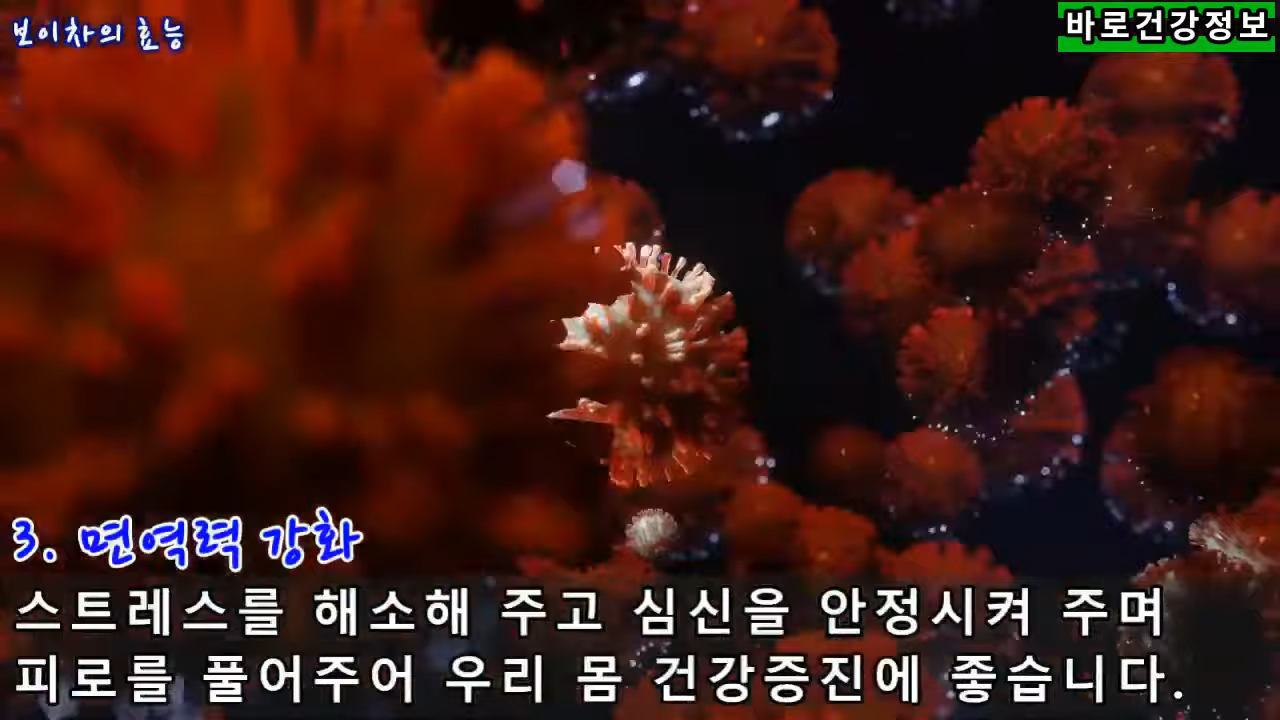 보이차의 효능
바로건강정보
3. 면역력 강화
스트레스를 해소해 주고 심신을 안정시켜 주며
피로를 풀어주어 우리 몸 건강증진에 좋습니다.